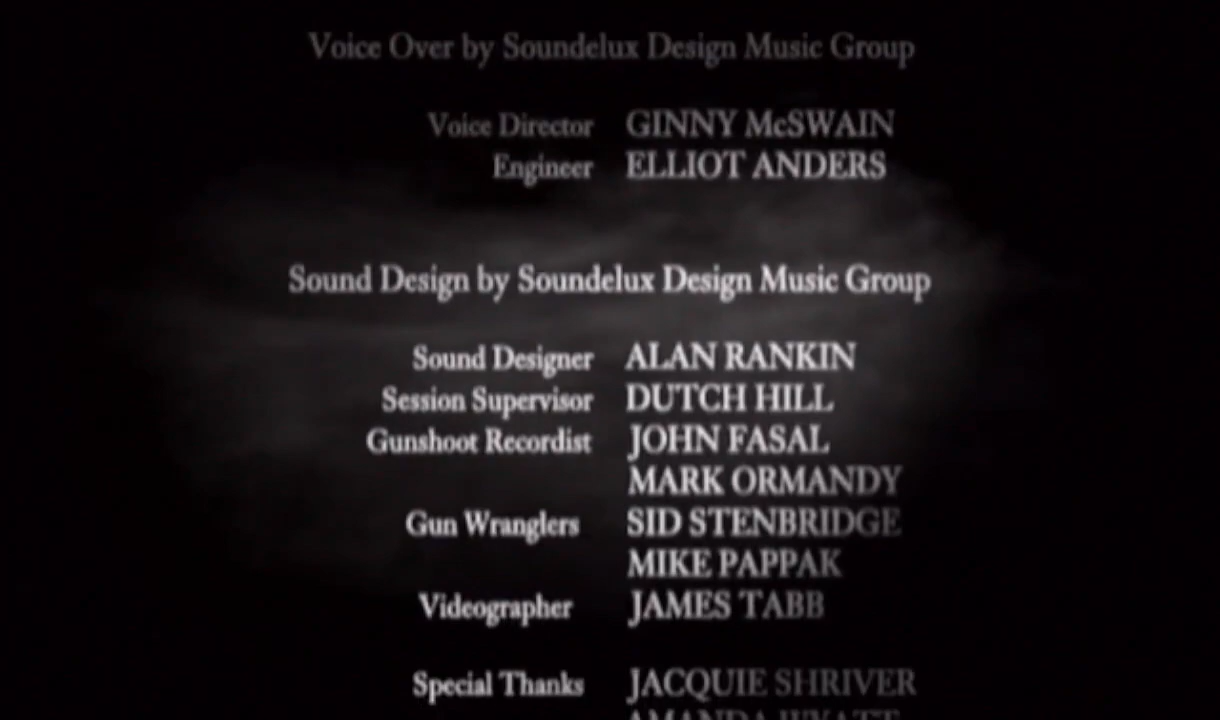 Voice Over by Soundelux Design Music Group
Voice Director GINNY McSWAIN
Engineer ELLIOT ANDERS
Sound Design by Soundelux Design Music Group
Sound Designer ALAN RANKIN
Session Supervisor DUTCH HILL
Gunshoot Recordist JOHN FASAL
MARK ORMANDY
Gun Wranglers SID STENBRIDGE
MIKE PAPPAK
Videographer JAMES TABB
Special Thanks JACQUIE SHRIVER